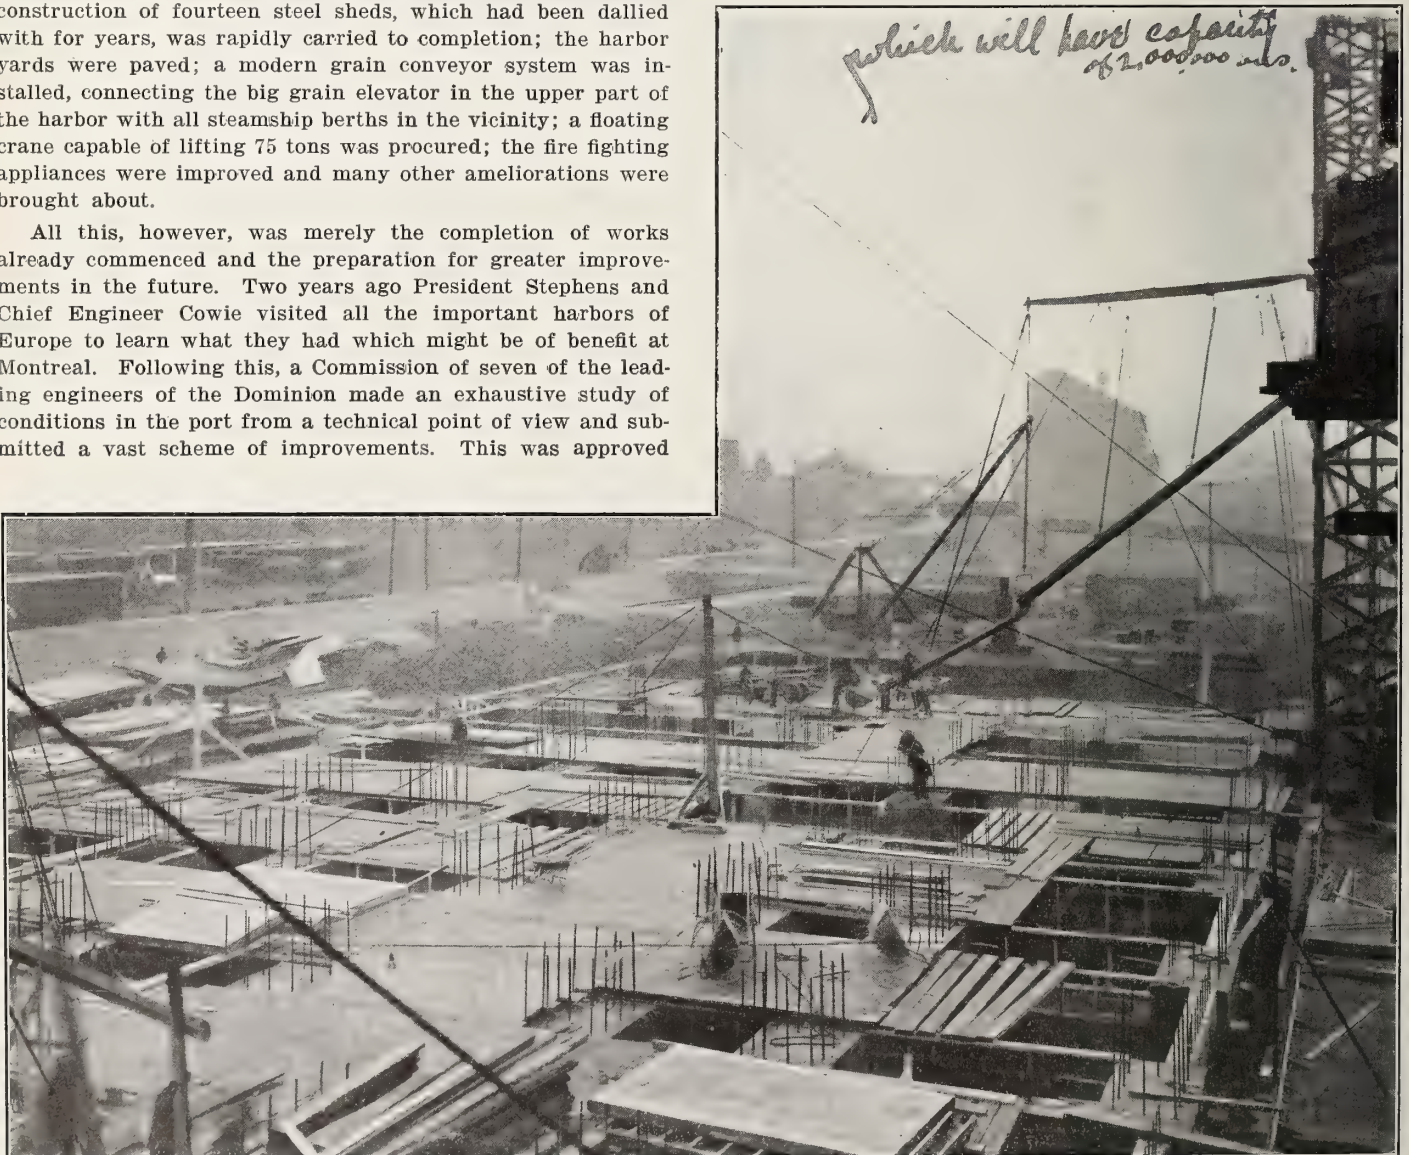 construction of fourteen steel sheds, which had been dallied
with for years, was rapidly carried to completion; the harbor
yards were paved; a modern grain conveyor system was in-
stalled, connecting the big grain elevator in the upper part of
the harbor with all steamship berths in the vicinity; a floating
crane capable of lifting 75 tons was procured; the fire fighting
appliances were improved and many other ameliorations were
brought about.
All this, however, was merely the completion of works
already commenced and the preparation for greater improve-
ments in the future. Two years ago President Stephens and
Chief Engineer Cowie visited all the important harbors of
Europe to learn what they had which might be of benefit at
Montreal. Following this, a Commission of seven of the lead-
ing engineers of the Dominion made an exhaustive study of
conditions in the port from a technical point of view and sub-
mitted a vast scheme of improvements. This was approved
which will have capacity
of 2,000,000